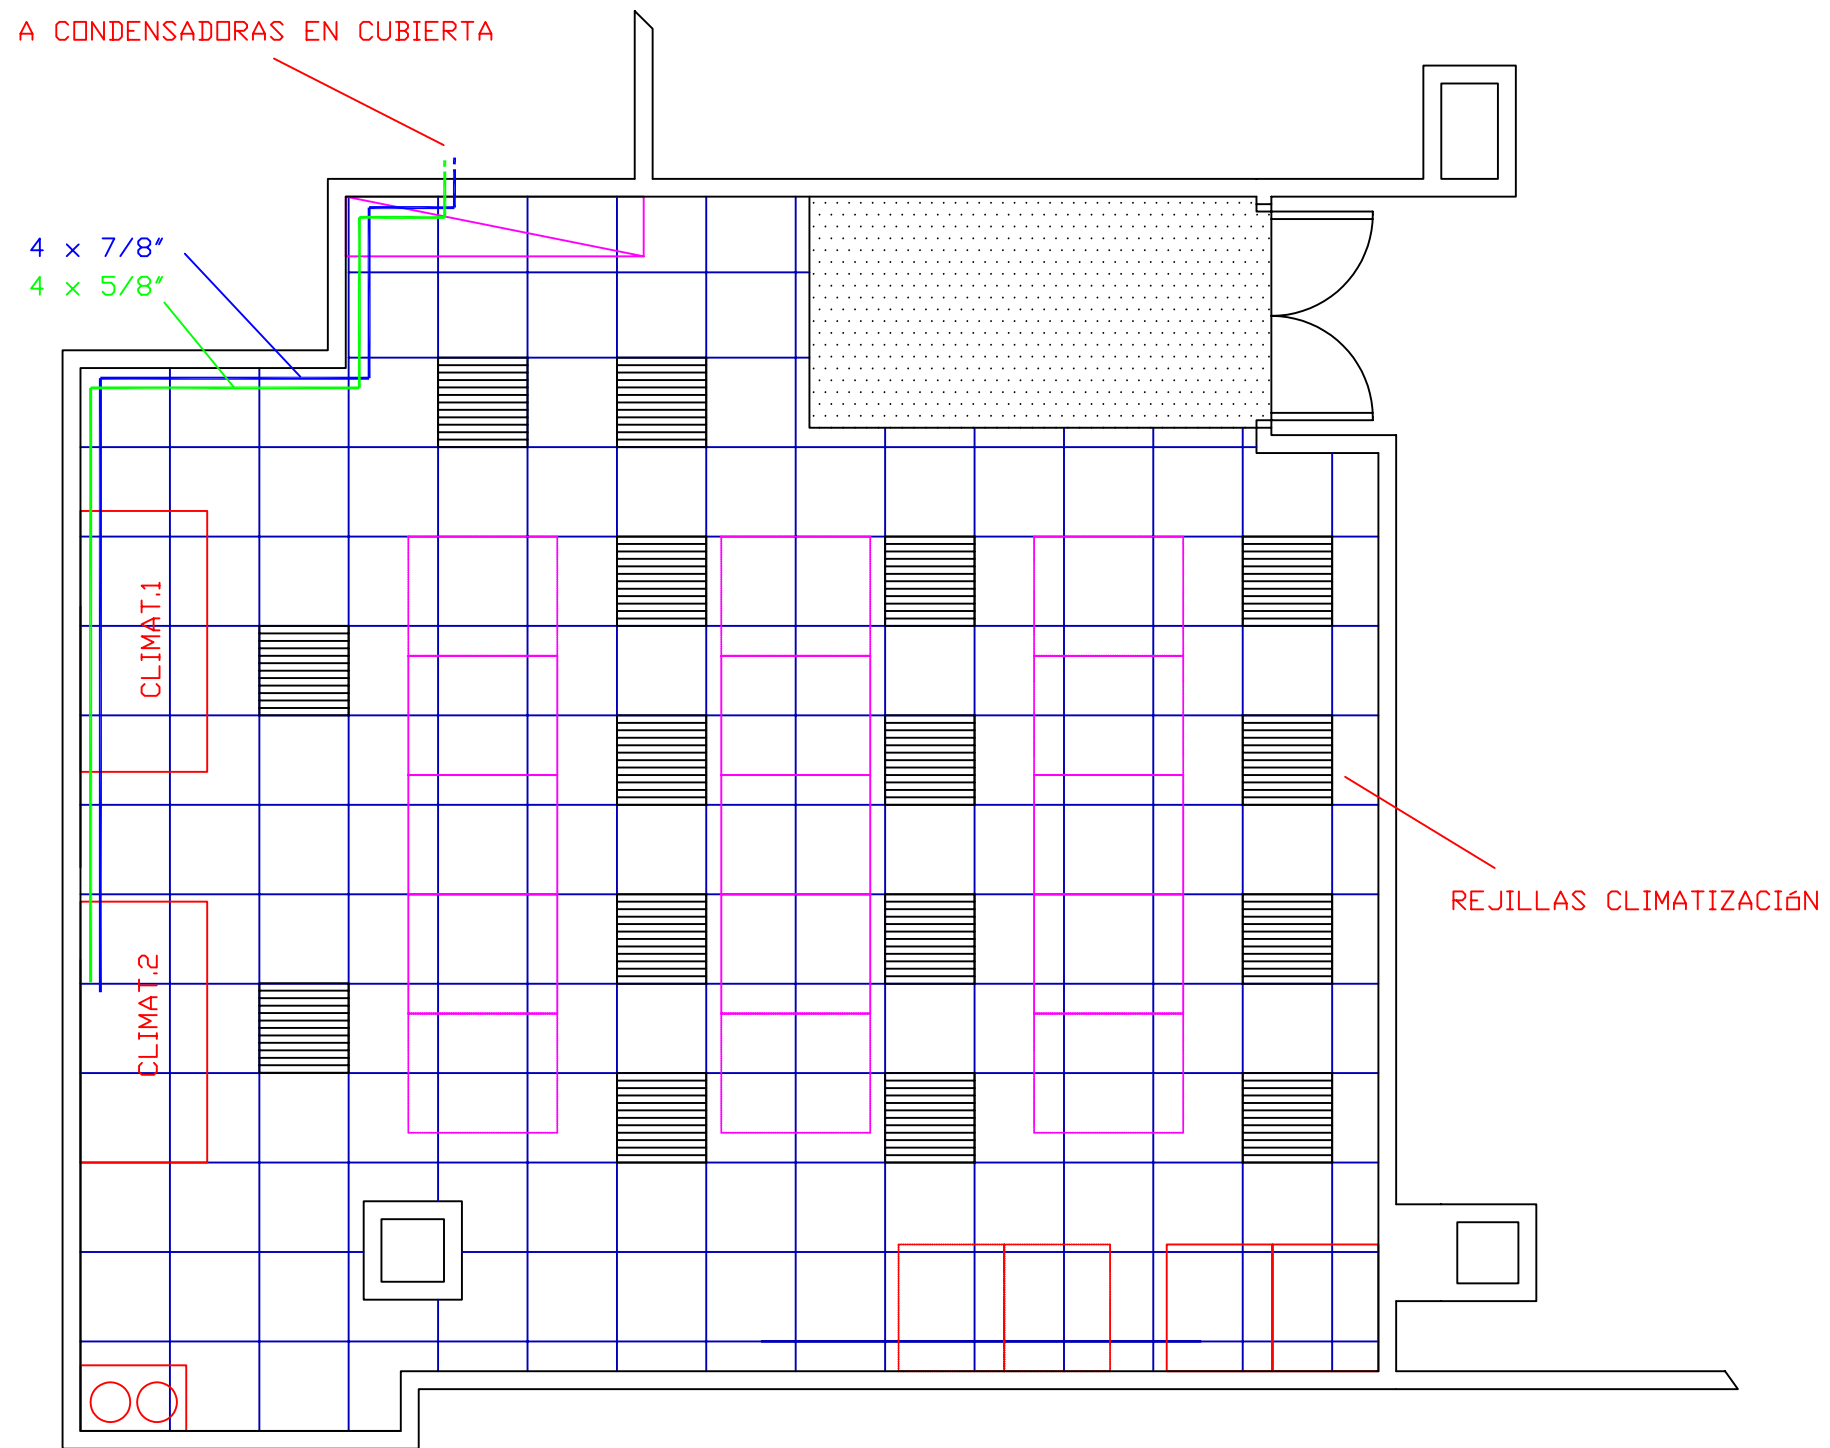 A CONDENSADORAS EN CUBIERTA
4 x 7/8"
4 x 5/8"
CLIMAT.1
REJILLAS CLIMATIZACIóN
CLIMAT.2